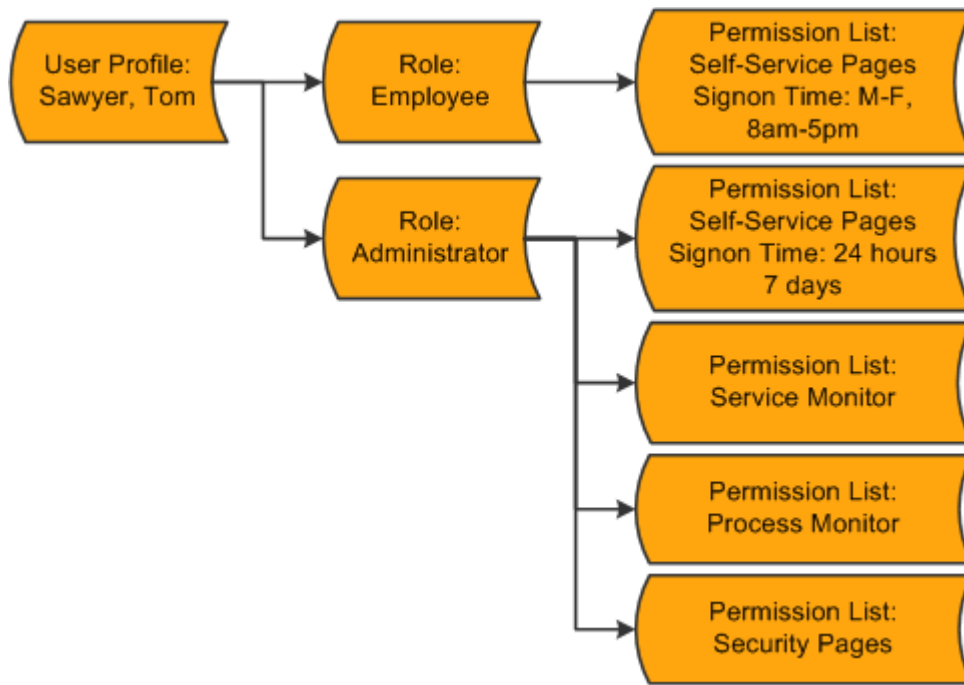 User Profile:
Sawyer, Tom
Role:
Employee
Permission List:
Self-Service Pages
Signon Time: M-F,
8am-5pm
Role:
Administrator
Permission List:
Self-Service Pages
Signon Time: 24 hours
7 days
Permission List:
Service Monitor
Permission List:
Process Monitor
Permission List:
Security Pages